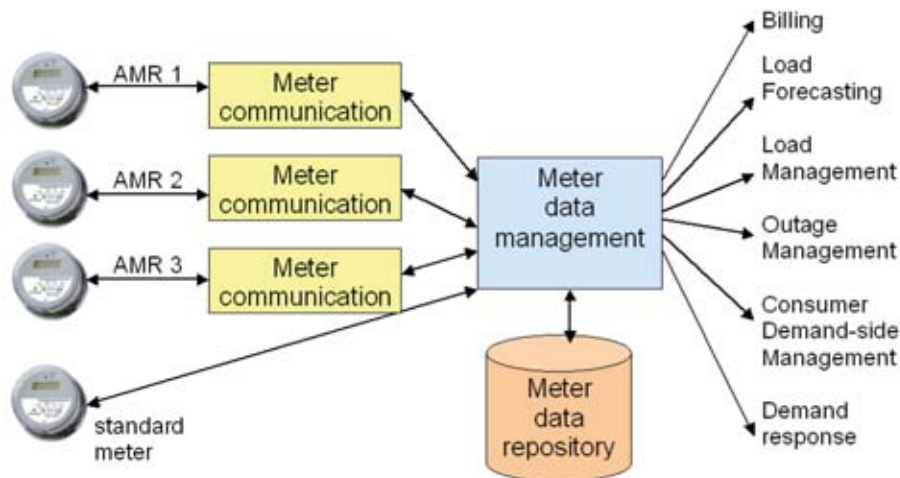 AMR 1
Meter
communication
AMR 2
Meter
communication
AMR 3
Meter
communication
standard
meter
Meter
data
management
Meter
data
repository
Billing
Load
Forecasting
Load
Management
Outage
Management
Consumer
Demand-side
Management
Demand
response